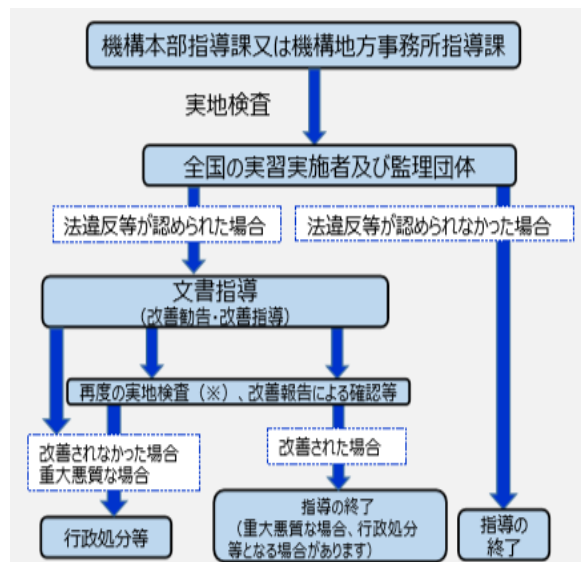 機構本部指導課又は機構地方事務所指導課
実地検査
全国の実習実施者及び監理団体
法違反等が認められた場合
法違反等が認められなかった場合
文書指導
(改善勧告・改善指導)
再度の実地検査(※)、改善報告による確認等
改善されなかった場合
重大悪質な場合
改善された場合
行政処分等
指導の終了
(重大悪質な場合、行政処分
等となる場合があります)
指導の
終了